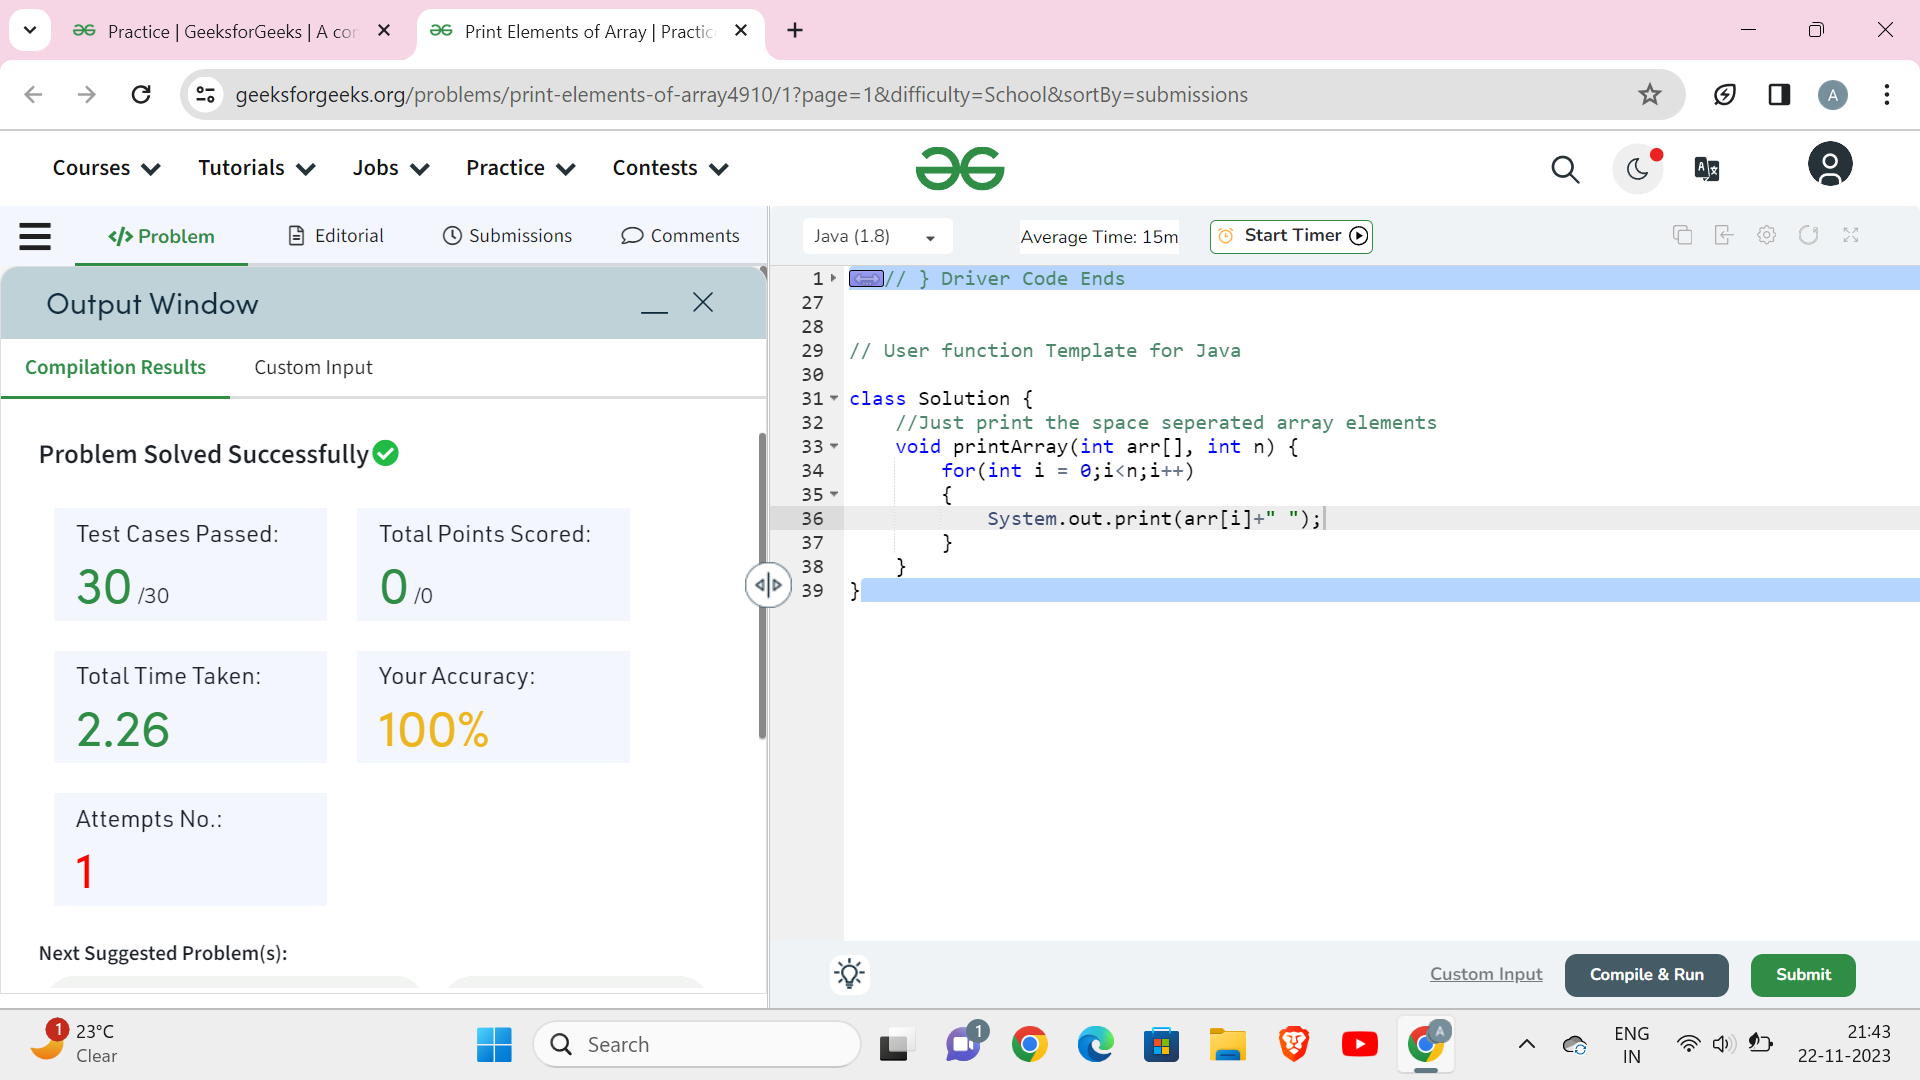 Practice | GeeksforGeeks | A cor
Print Elements of Array | Practic
geeksforgeeks.org/problems/print-elements-of-array4910/1?page=1&difficulty=School&sortBy=submissions
A
Courses
Tutorials
Jobs
Practice
Contests
</> Problem
Editorial
Submissions
Comments
Java (1.8)
Average Time: 15m
Start Timer
Output Window
Compilation Results
Custom Input
Problem Solved Successfully
Test Cases Passed:
30 /30
Total Points Scored:
0 /0
Total Time Taken:
2.26
Your Accuracy:
100%
Attempts No.:
1
Next Suggested Problem(s):
1 // } Driver Code Ends
27
28
29 // User function Template for Java
30
31 class Solution {
32 //Just print the space seperated array elements
33 void printArray(int arr[], int n) {
34 for(int i = 0;i<n;i++)
35 {
36 System.out.print(arr[i]+" ");
37 }
38 }
39 }
Custom Input
Compile & Run
Submit
1
23°C
Clear
Search
1
A
ENG
IN
21:43
22-11-2023